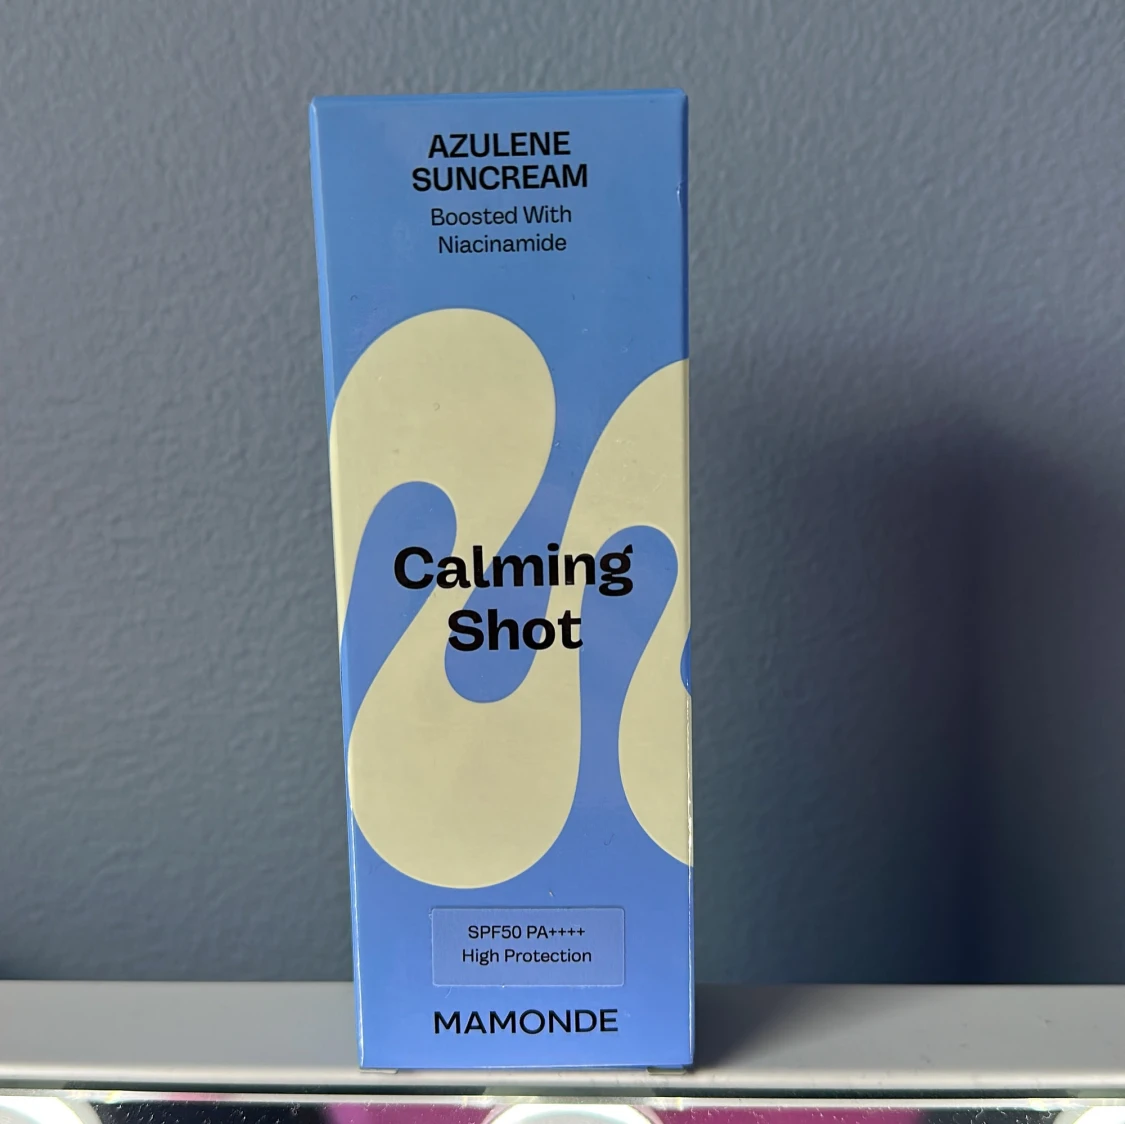 AZULENE
SUNCREAM
Boosted With
Niacinamide
Calming
Shot
SPF50 PA++++
High Protection
MAMONDE